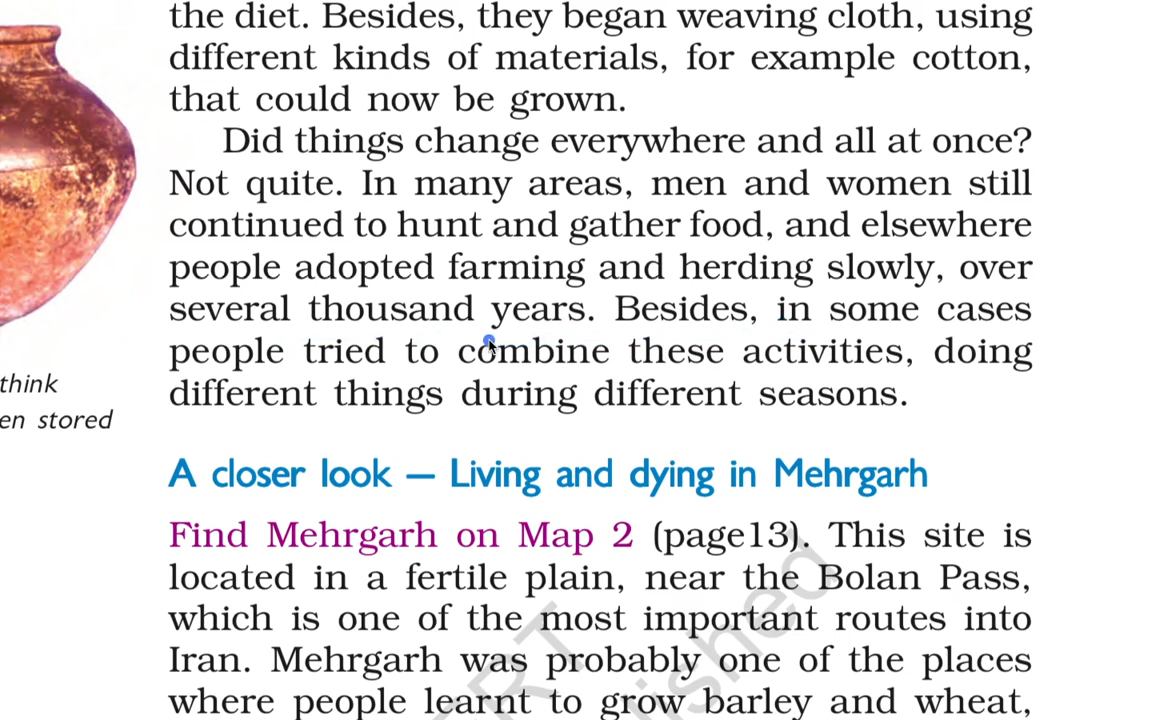 the diet. Besides, they began weaving cloth, using
different kinds of materials, for example cotton,
that could now be grown.
Did things change everywhere and all at once?
Not quite. In many areas, men and women still
continued to hunt and gather food, and elsewhere
people adopted farming and herding slowly, over
several thousand years. Besides, in some cases
people tried to combine these activities, doing
different things during different seasons.
think
en stored
A closer look — Living and dying in Mehrgarh
Find Mehrgarh on Map 2 (page13). This site is
located in a fertile plain, near the Bolan Pass,
which is one of the most important routes into
Iran. Mehrgarh was probably one of the places
where people learnt to grow barley and wheat,